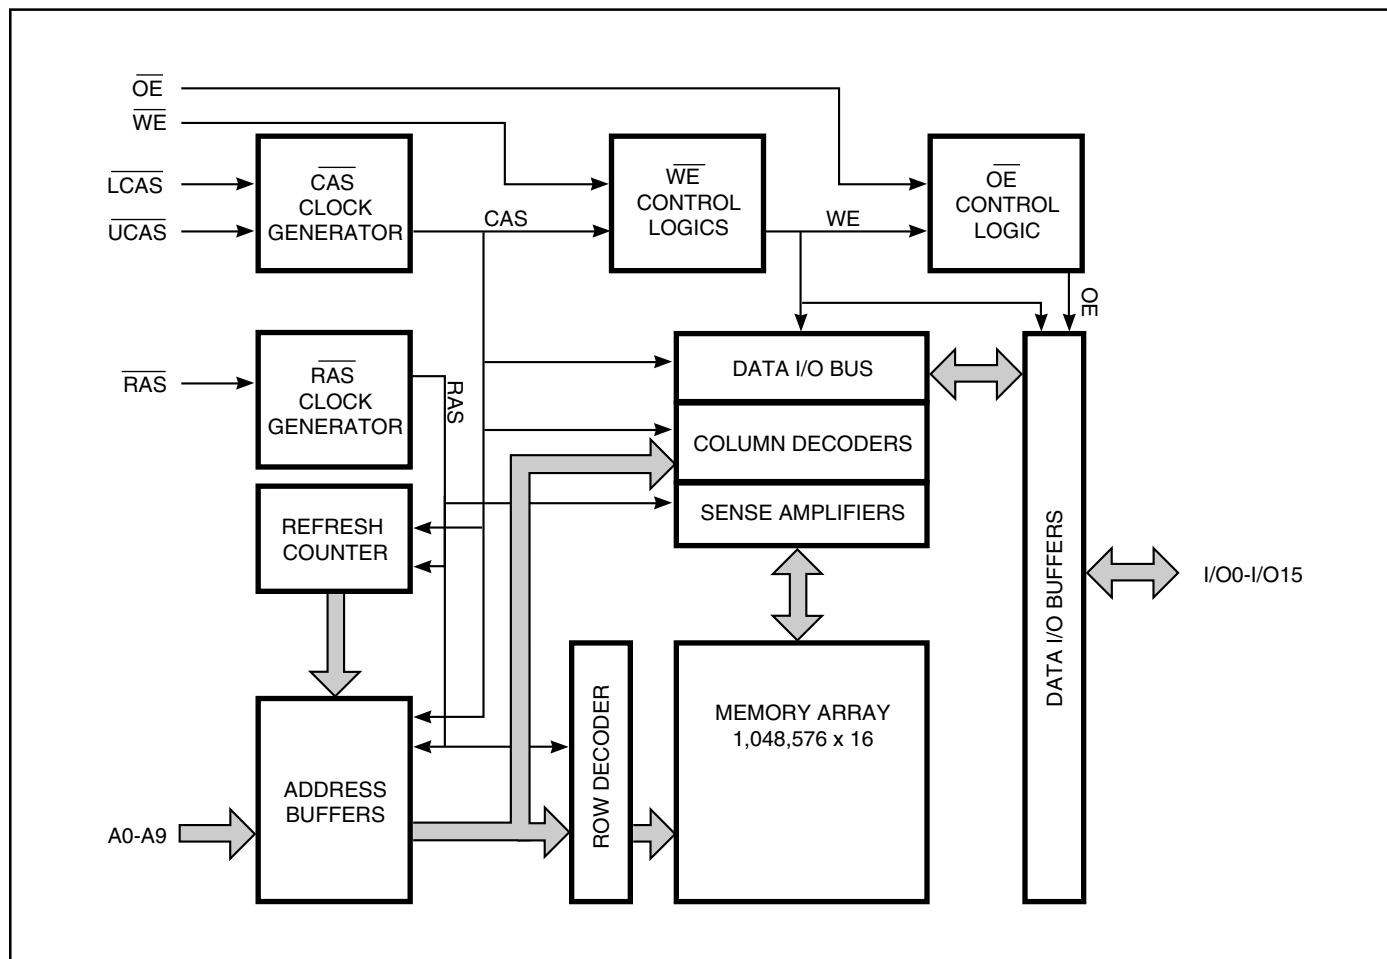 OE
WE
LCAS
UCAS
CAS
CLOCK
GENERATOR
CAS
WE
CONTROL
LOGICS
WE
OE
CONTROL
LOGIC
OE
RAS
RAS
CLOCK
GENERATOR
RAS
DATA I/O BUS
COLUMN DECODERS
SENSE AMPLIFIERS
REFRESH
COUNTER
DATA I/O BUFFERS
I/O0-I/O15
ROW DECODER
MEMORY ARRAY
1,048,576 x 16
ADDRESS
BUFFERS
A0-A9